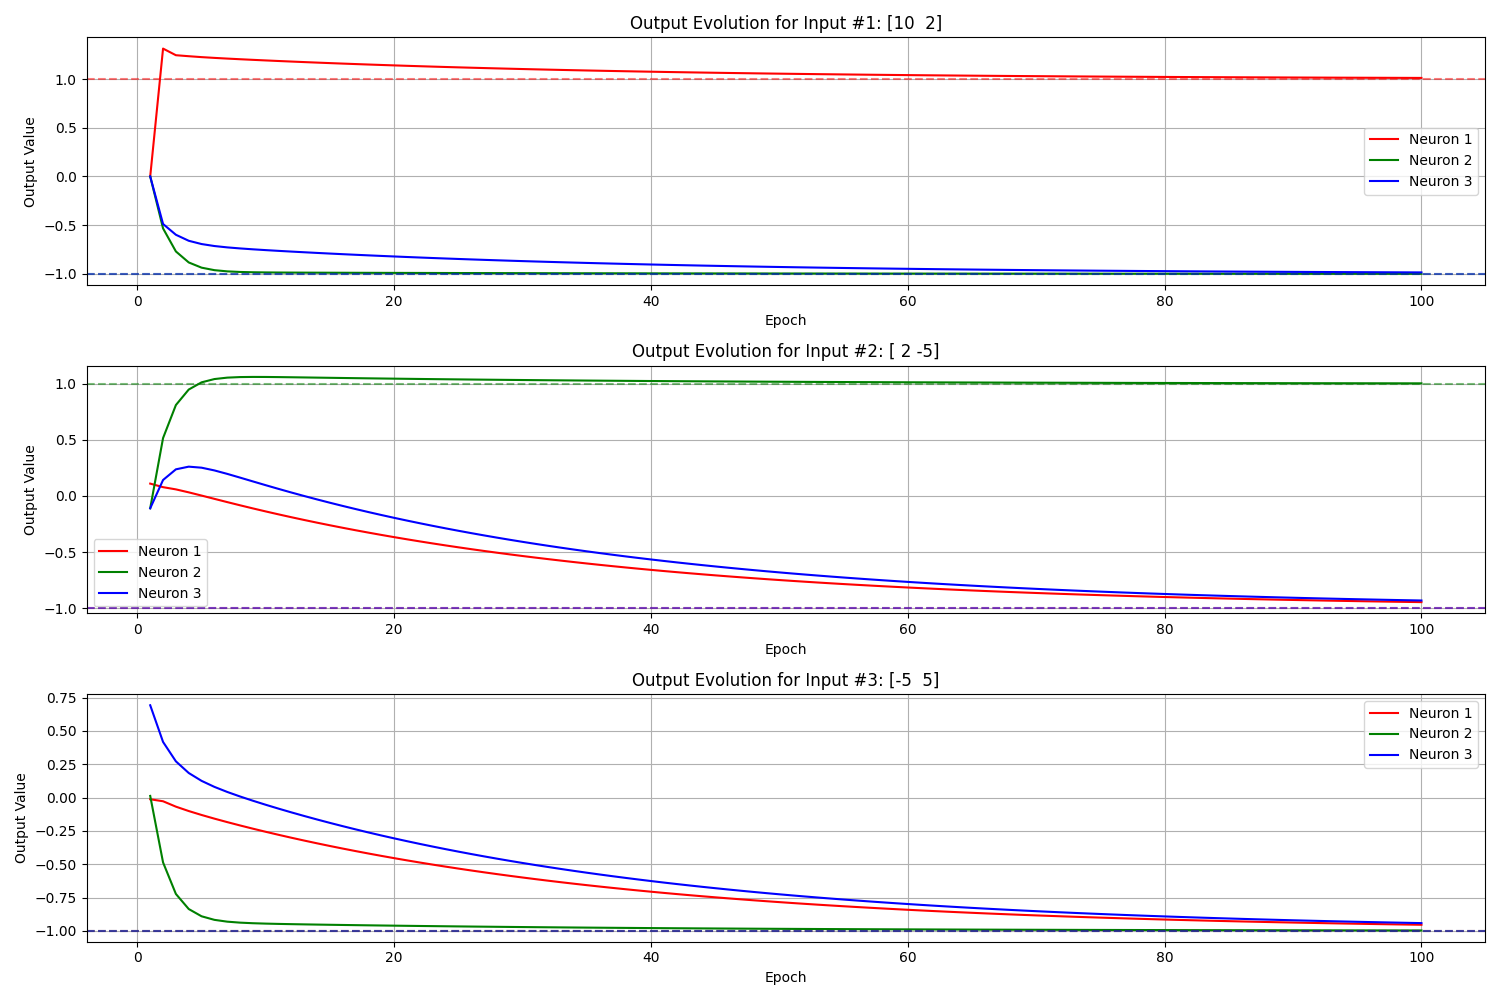 Output Evolution for Input #1: [10  2]
Output Value
1.0
0.5
0.0
−0.5
−1.0
Neuron 1
Neuron 2
Neuron 3
0 20 40 60 80 100
Epoch
Output Evolution for Input #2: [ 2 -5]
Output Value
1.0
0.5
0.0
−0.5
−1.0
Neuron 1
Neuron 2
Neuron 3
0 20 40 60 80 100
Epoch
Output Evolution for Input #3: [-5  5]
Output Value
0.75
0.50
0.25
0.00
−0.25
−0.50
−0.75
−1.00
Neuron 1
Neuron 2
Neuron 3
0 20 40 60 80 100
Epoch